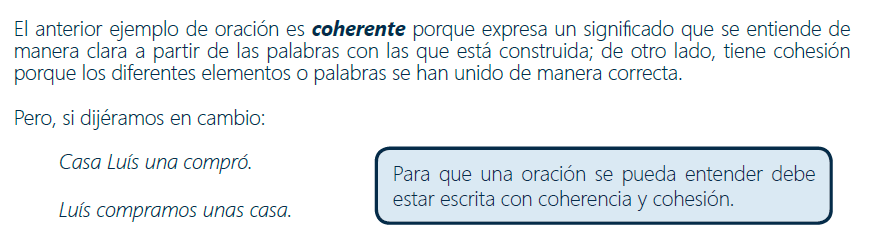 El anterior ejemplo de oración es coherente porque expresa un significado que se entiende de
manera clara a partir de las palabras con las que está construida; de otro lado, tiene cohesión
porque los diferentes elementos o palabras se han unido de manera correcta.
Pero, si dijéramos en cambio:
Casa Luís una compró.
Luís compramos unas casa.
Para que una oración se pueda entender debe
estar escrita con coherencia y cohesión.